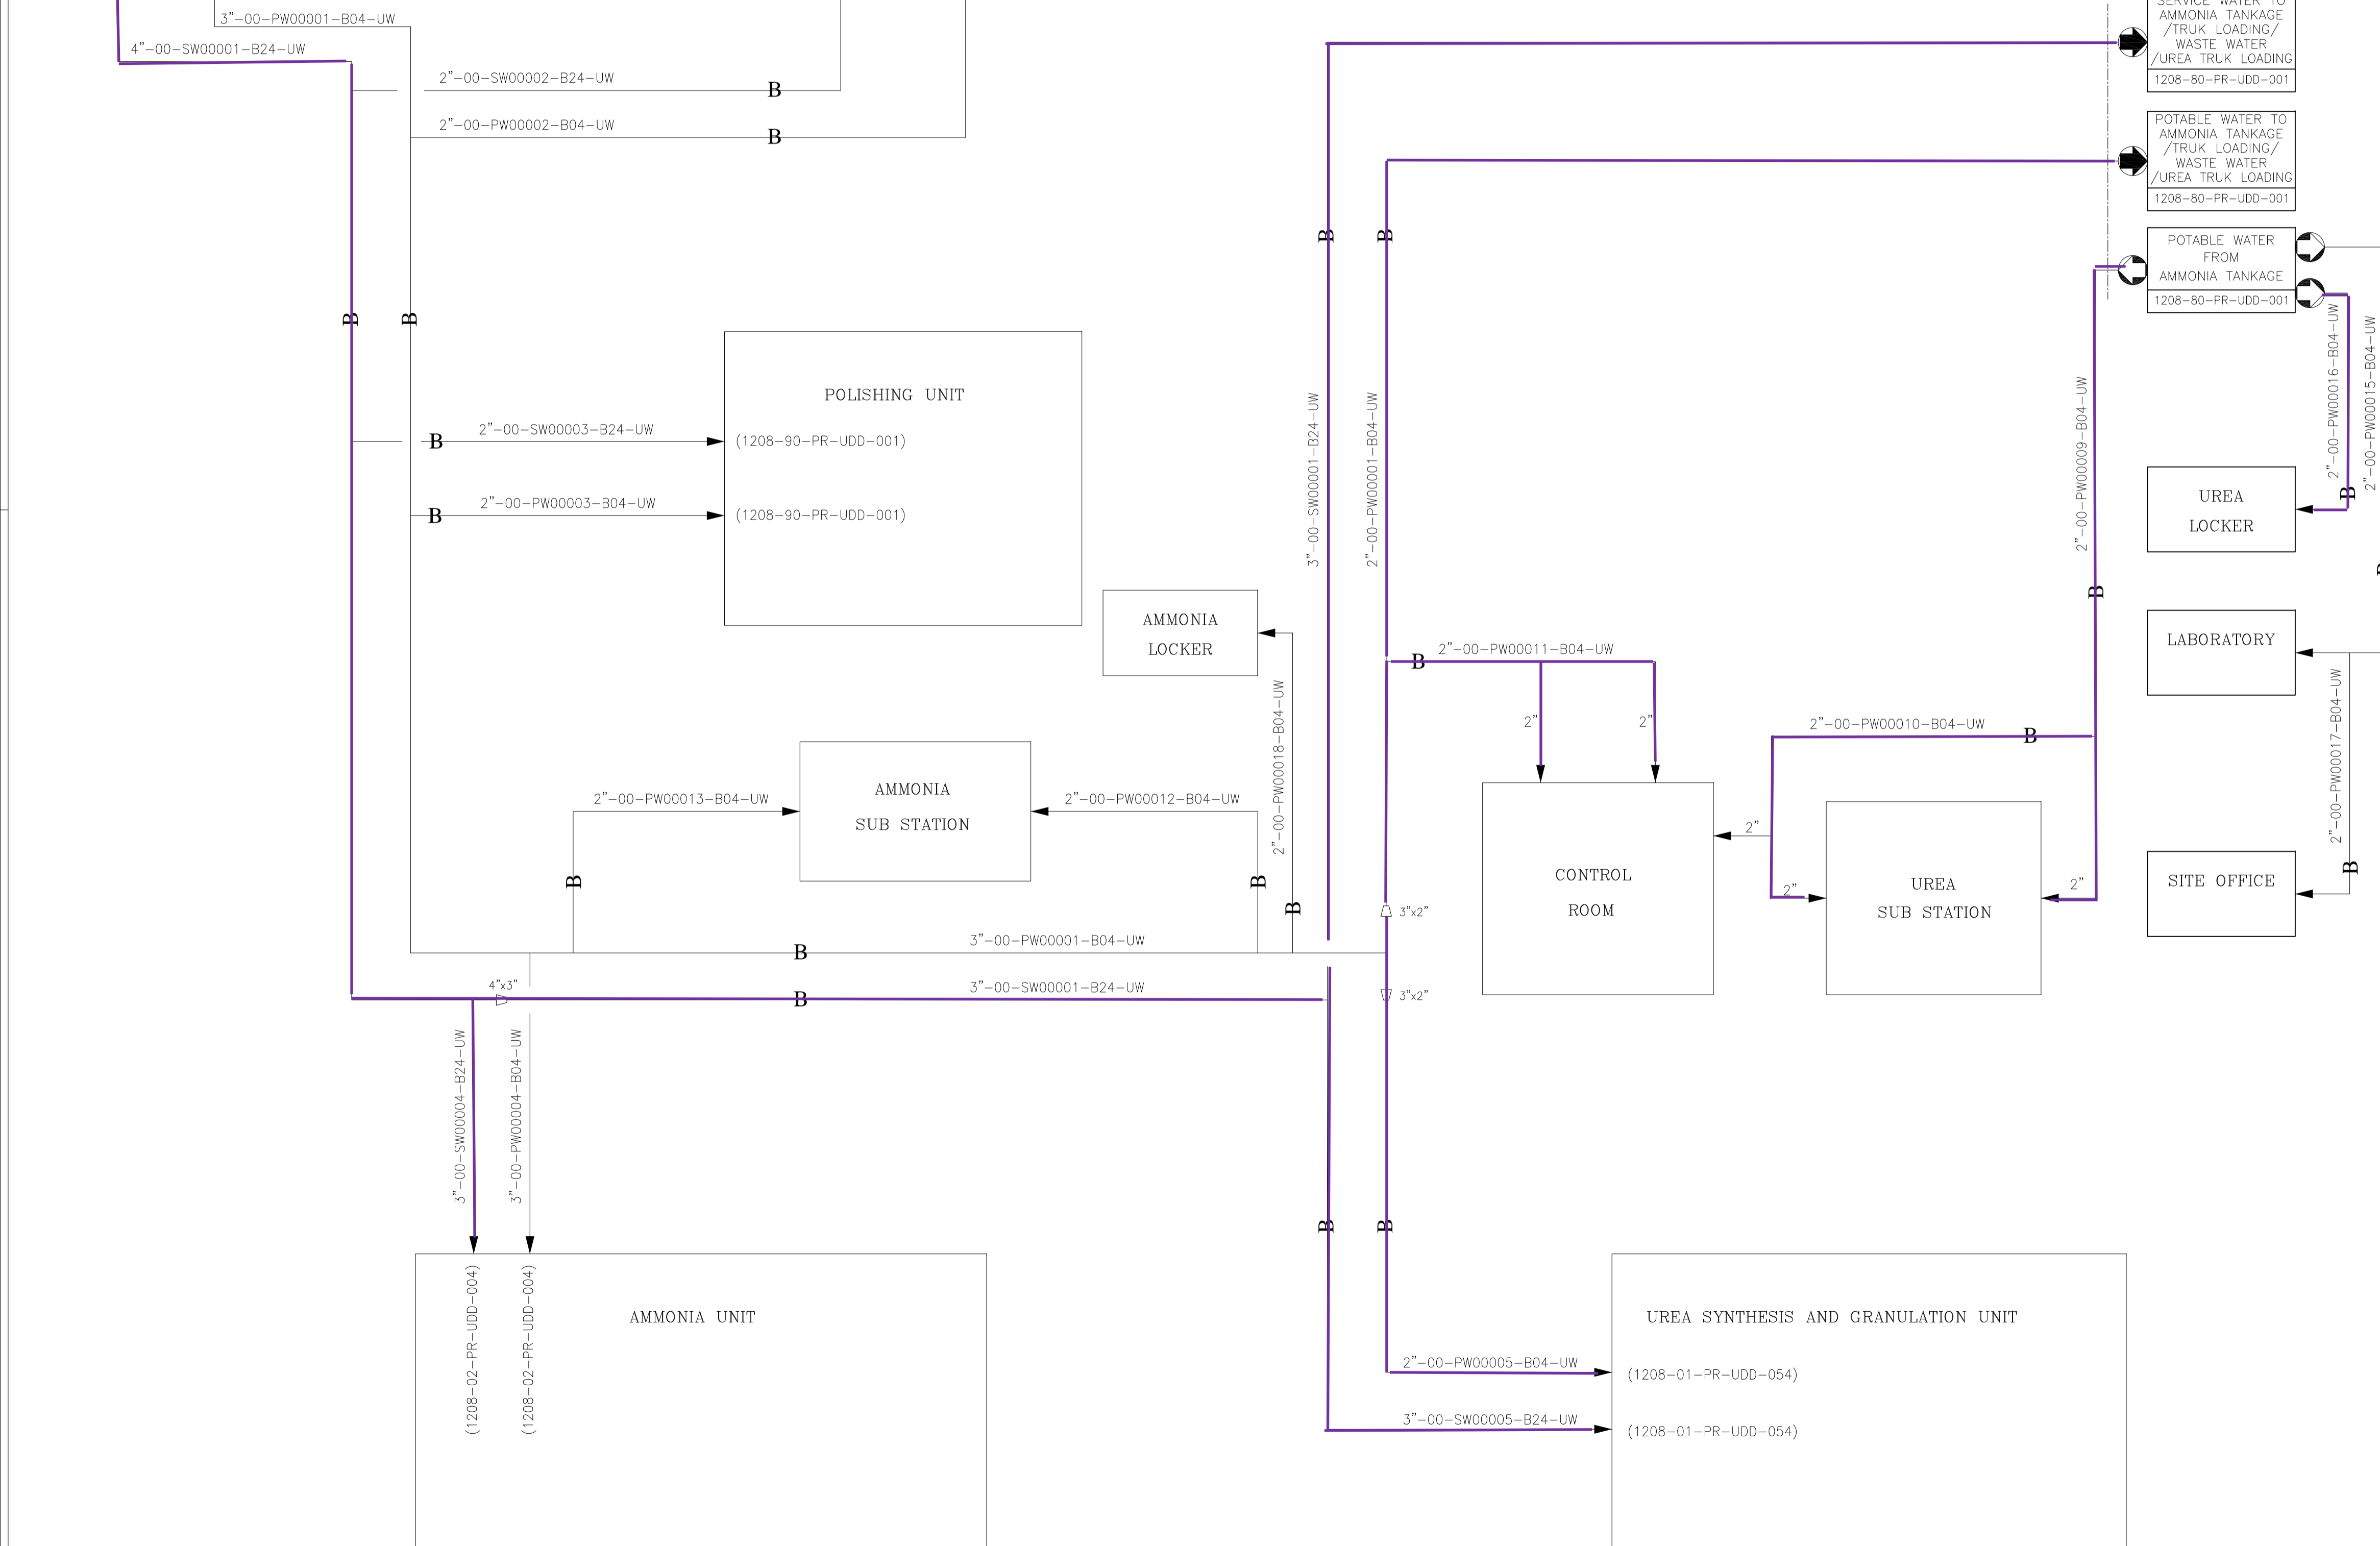 3"-00-PW00001-B04-UW
4"-00-SW00001-B24-UW
2"-00-SW00002-B24-UW
B
2"-00-PW00002-B04-UW
B
SERVICE WATER TO
AMMONIA TANKAGE
/TRUK LOADING/
WASTE WATER
/UREA TRUK LOADING
1208-80-PR-UDD-001
POTABLE WATER TO
AMMONIA TANKAGE
/TRUK LOADING/
WASTE WATER
/UREA TRUK LOADING
1208-80-PR-UDD-001
POTABLE WATER
FROM
AMMONIA TANKAGE
1208-80-PR-UDD-001
B
B
B
B
POLISHING UNIT
2"-00-SW00003-B24-UW
B
(1208-90-PR-UDD-001)
2"-00-PW00003-B04-UW
B
(1208-90-PR-UDD-001)
3"-00-SW00001-B24-UW
2"-00-PW00001-B04-UW
2"-00-PW00009-B04-UW
B
2"-00-PW00016-B04-UW
2"-00-PW00015-B04-UW
B
UREA
LOCKER
AMMONIA
LOCKER
2"-00-PW00011-B04-UW
B
2"
2"
LABORATORY
2"-00-PW00010-B04-UW
B
2"-00-PW00018-B04-UW
B
2"-00-PW00017-B04-UW
B
AMMONIA
SUB STATION
2"-00-PW00013-B04-UW
B
2"-00-PW00012-B04-UW
B
CONTROL
ROOM
2"
2"
UREA
SUB STATION
2"
SITE OFFICE
3"x2"
3"-00-PW00001-B04-UW
B
4"x3"
3"-00-SW00001-B24-UW
B
3"x2"
3"-00-SW00004-B24-UW
3"-00-PW00004-B04-UW
B
B
(1208-02-PR-UDD-004)
(1208-02-PR-UDD-004)
AMMONIA UNIT
UREA SYNTHESIS AND GRANULATION UNIT
2"-00-PW00005-B04-UW
(1208-01-PR-UDD-054)
3"-00-SW00005-B24-UW
(1208-01-PR-UDD-054)